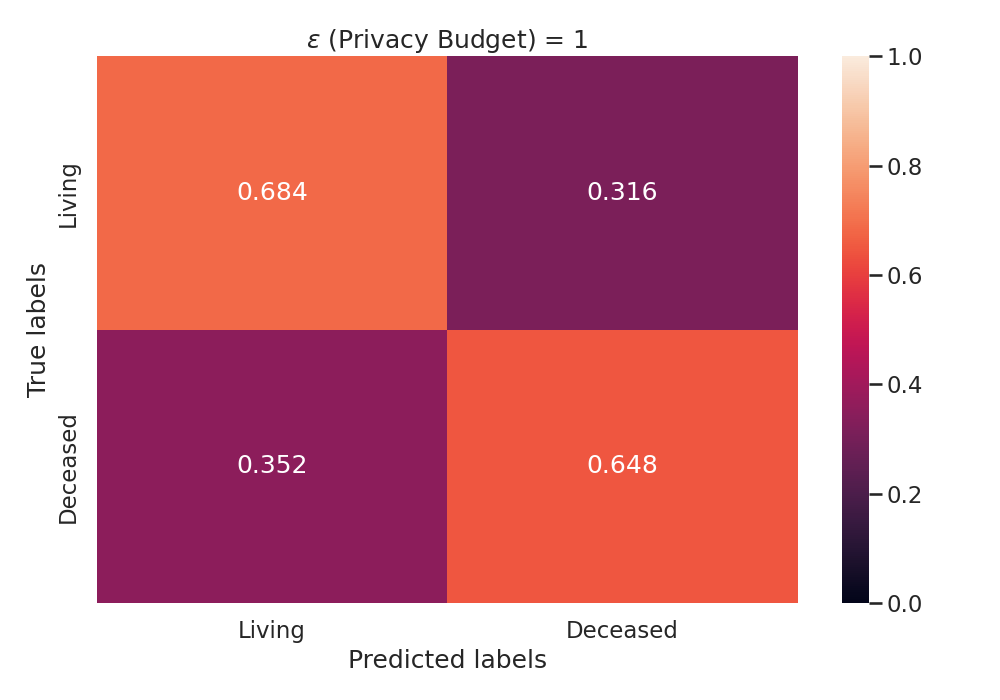 ε (Privacy Budget) = 1
True labels
Living
0.684
0.316
Deceased
0.352
0.648
Living
Deceased
Predicted labels
1.0
0.8
0.6
0.4
0.2
0.0